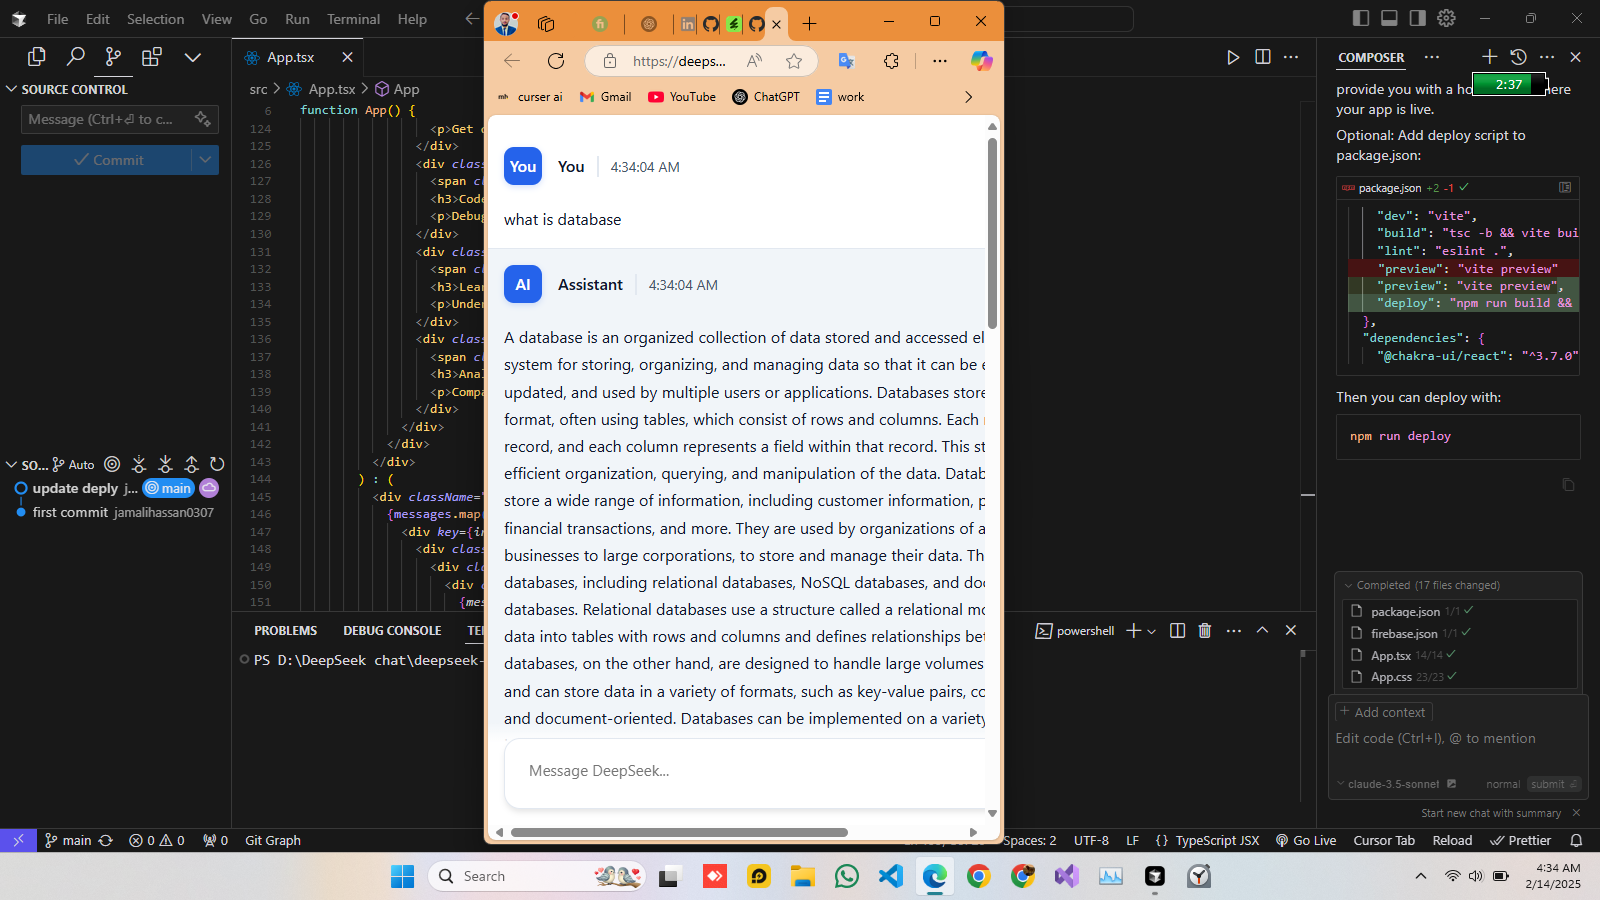 File Edit Selection View Go Run Terminal Help
App.tsx
SOURCE CONTROL
Message (Ctrl+⏎ to c...
Commit
src > App.tsx > App
6 function App() {
124 <p>Get
125 </div>
126 <div clas
127 <span cl
128 <h3>Code
129 <p>Debug
130 </div>
131 <div clas
132 <span cl
133 <h3>Lear
134 <p>Under
135 </div>
136 <div clas
137 <span cl
138 <h3>Anal
139 <p>Compa
140 </div>
141 </div>
142 </div>
143 </div>
144 ) : (
145 <div className="
146 {messages.map(
147 <div key={in
148 <div clas
149 <div cla
150 <div c
151 {mes
SO... Auto
update deply j... main
first commit jamalihassan0307
PROBLEMS DEBUG CONSOLE TE
powershell
PS D:\DeepSeek chat\deepseek-
https://deeps...
curser ai Gmail YouTube ChatGPT work
You You 4:34:04 AM
what is database
AI Assistant 4:34:04 AM
A database is an organized collection of data stored and accessed el
system for storing, organizing, and managing data so that it can be e
updated, and used by multiple users or applications. Databases store
format, often using tables, which consist of rows and columns. Each
record, and each column represents a field within that record. This st
efficient organization, querying, and manipulation of the data. Datab
store a wide range of information, including customer information, p
financial transactions, and more. They are used by organizations of a
businesses to large corporations, to store and manage their data. Th
databases, including relational databases, NoSQL databases, and doc
databases. Relational databases use a structure called a relational mo
data into tables with rows and columns and defines relationships bet
databases, on the other hand, are designed to handle large volumes
and can store data in a variety of formats, such as key-value pairs, co
and document-oriented. Databases can be implemented on a variety
Message DeepSeek...
COMPOSER
2:37
provide you with a ho ere
your app is live.
Optional: Add deploy script to
package.json:
package.json +2 -1
"dev": "vite",
"build": "tsc -b && vite bui
"lint": "eslint .",
"preview": "vite preview"
"preview": "vite preview",
"deploy": "npm run build &&
},
"dependencies": {
"@chakra-ui/react": "^3.7.0"
Then you can deploy with:
npm run deploy
Completed (17 files changed)
package.json 1/1
firebase.json 1/1
App.tsx 14/14
App.css 23/23
+ Add context
Edit code (Ctrl+I), @ to mention
claude-3.5-sonnet normal submit
Start new chat with summary
main 0 0 0 Git Graph
Spaces: 2 UTF-8 LF {} TypeScript JSX Go Live Cursor Tab Reload Prettier
Search
4:34 AM
2/14/2025